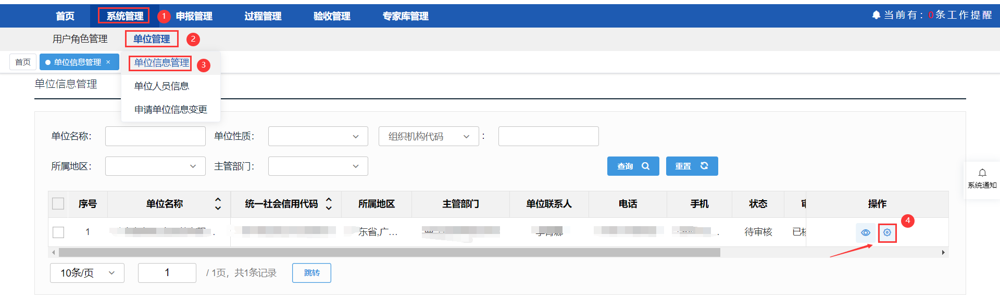 首页 系统管理 1 申报管理 过程管理 验收管理 专家库管理 当前有：0条工作提醒
用户角色管理 单位管理 2
首页 单位信息管理 × 单位信息管理 3
单位信息管理 单位人员信息
申请单位信息变更
单位名称： 单位性质： 组织机构代码 ：
所属地区： 主管部门： 查询 重置
系统通知
序号 单位名称 统一社会信用代码 所属地区 主管部门 单位联系人 电话 手机 状态 操作
1 东省,广... 待审核 已核 4
10条/页 1 / 1页，共1条记录 跳转